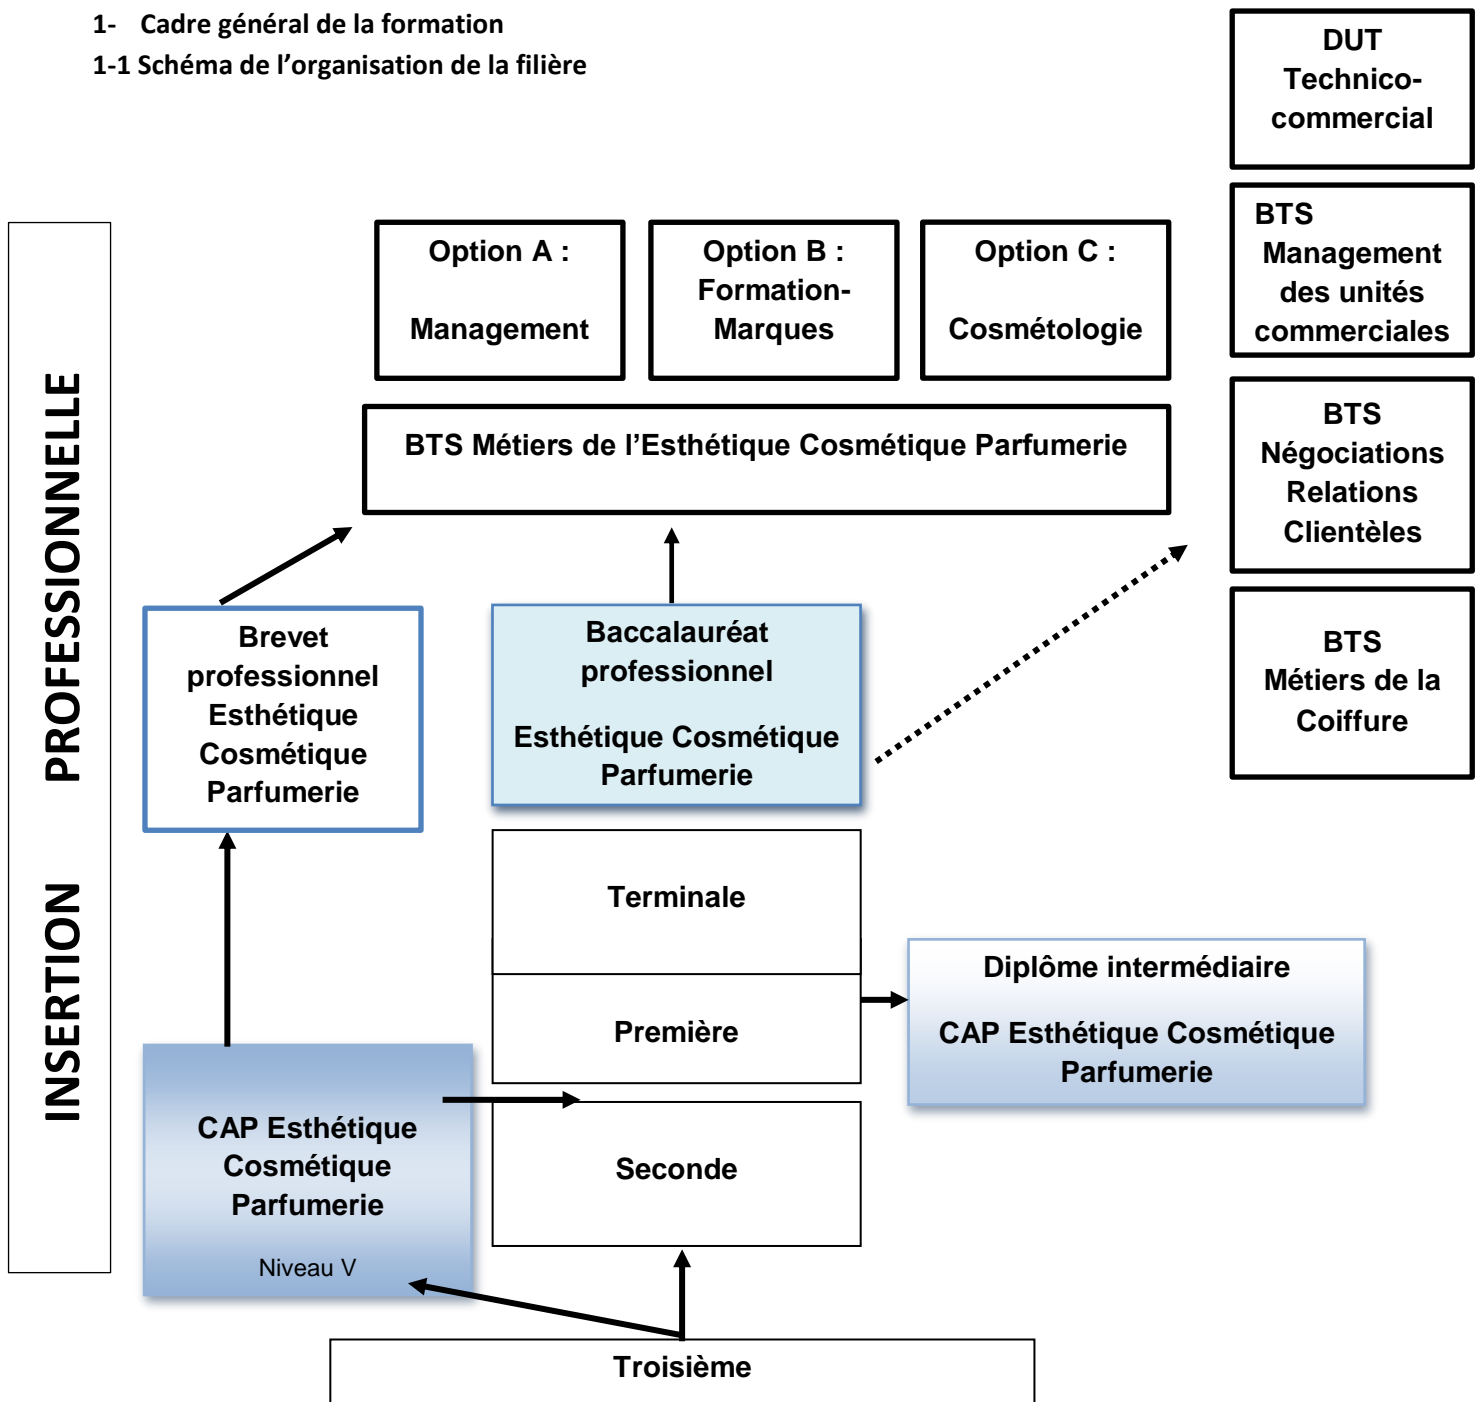 1- Cadre général de la formation
1-1 Schéma de l’organisation de la filière
DUT
Technico-
commercial
BTS
Management
des unités
commerciales
Option A :
Management
Option B :
Formation-
Marques
Option C :
Cosmétologie
BTS Métiers de l’Esthétique Cosmétique Parfumerie
BTS
Négociations
Relations
Clientèles
BTS
Métiers de la
Coiffure
INSERTION PROFESSIONNELLE
Brevet
professionnel
Esthétique
Cosmétique
Parfumerie
Baccalauréat
professionnel
Esthétique Cosmétique
Parfumerie
Terminale
Première
Diplôme intermédiaire
CAP Esthétique Cosmétique
Parfumerie
CAP Esthétique
Cosmétique
Parfumerie
Niveau V
Seconde
Troisième